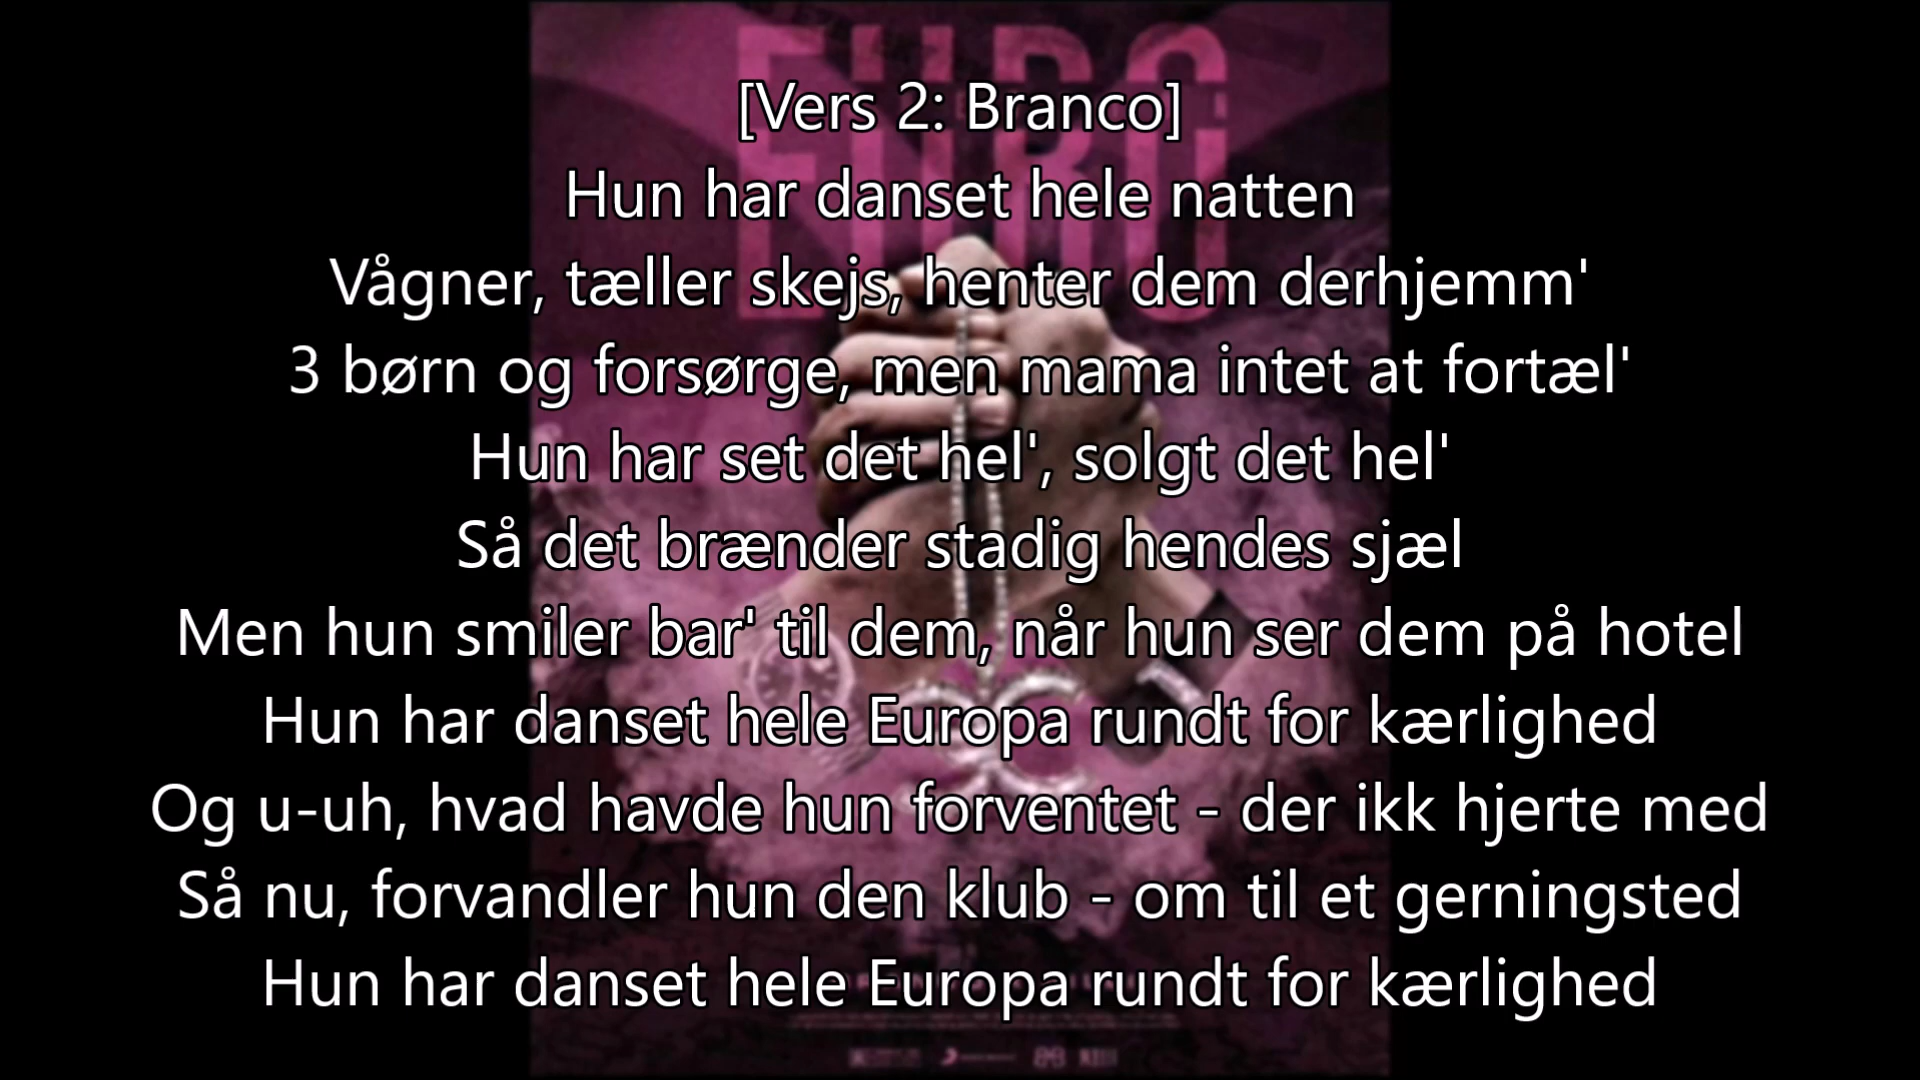 EURO
[Vers 2: Branco]
Hun har danset hele natten
Vågner, tæller skejs, henter dem derhjemm'
3 børn og forsørge, men mama intet at fortæl'
Hun har set det hel', solgt det hel'
Så det brænder stadig hendes sjæl
Men hun smiler bar' til dem, når hun ser dem på hotel
Hun har danset hele Europa rundt for kærlighed
Og u-uh, hvad havde hun forventet - der ikk hjerte med
Så nu, forvandler hun den klub - om til et gerningsted
Hun har danset hele Europa rundt for kærlighed